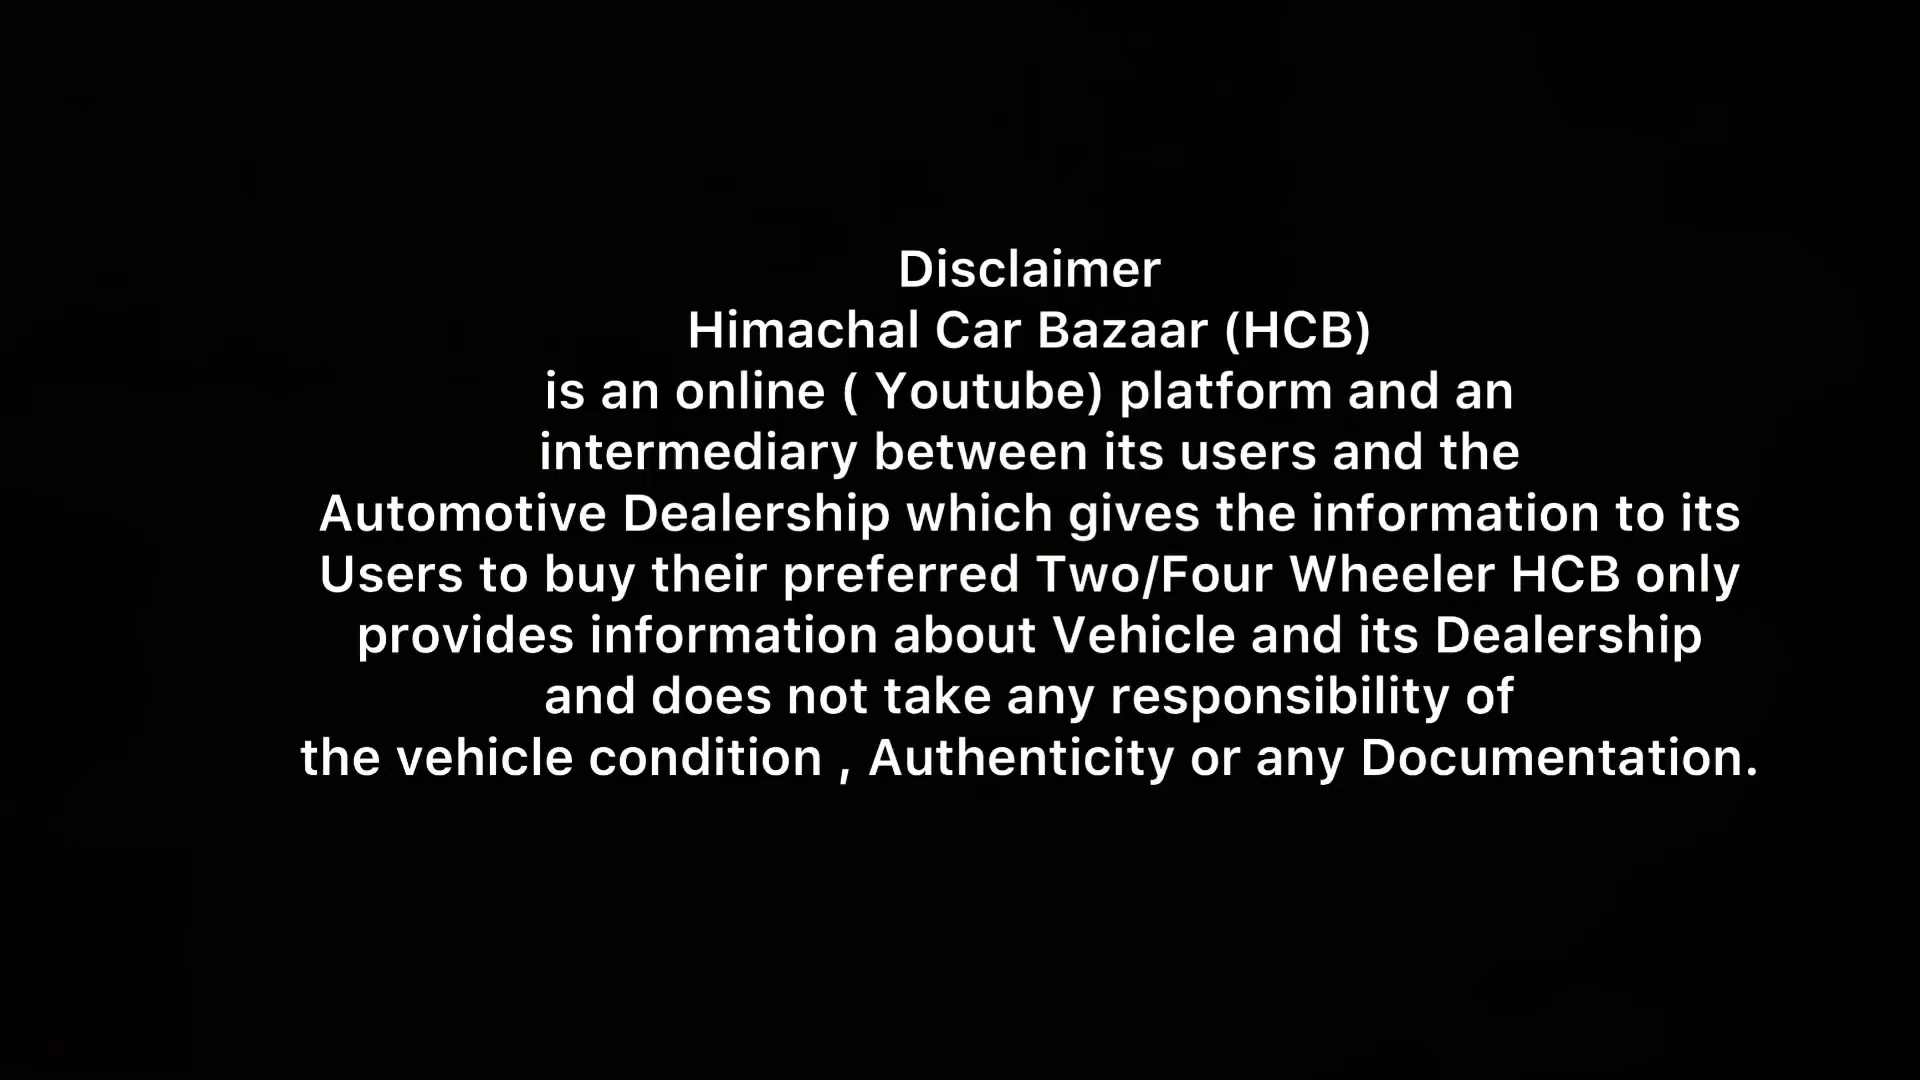 Disclaimer
Himachal Car Bazaar (HCB)
is an online ( Youtube) platform and an
intermediary between its users and the
Automotive Dealership which gives the information to its
Users to buy their preferred Two/Four Wheeler HCB only
provides information about Vehicle and its Dealership
and does not take any responsibility of
the vehicle condition , Authenticity or any Documentation.